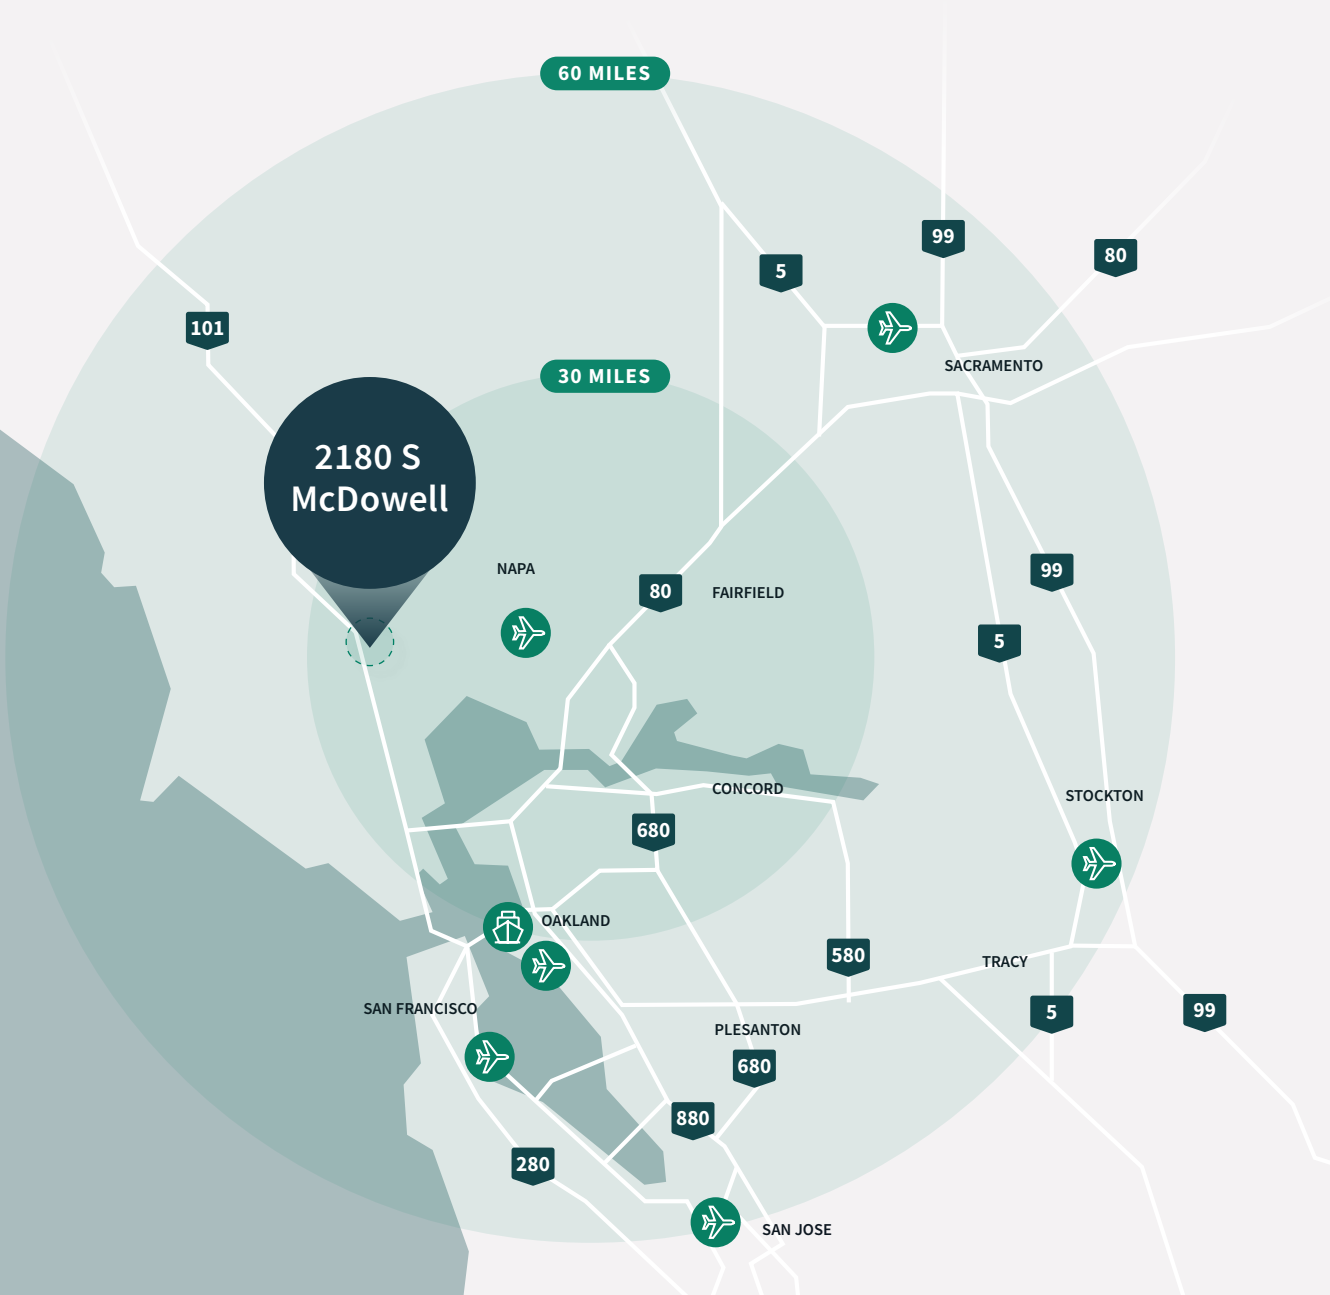 60 MILES
99
80
5
101
SACRAMENTO
30 MILES
2180 S
McDowell
NAPA
80
FAIRFIELD
99
5
CONCORD
STOCKTON
680
OAKLAND
580
TRACY
SAN FRANCISCO
5
99
PLESANTON
680
880
280
SAN JOSE